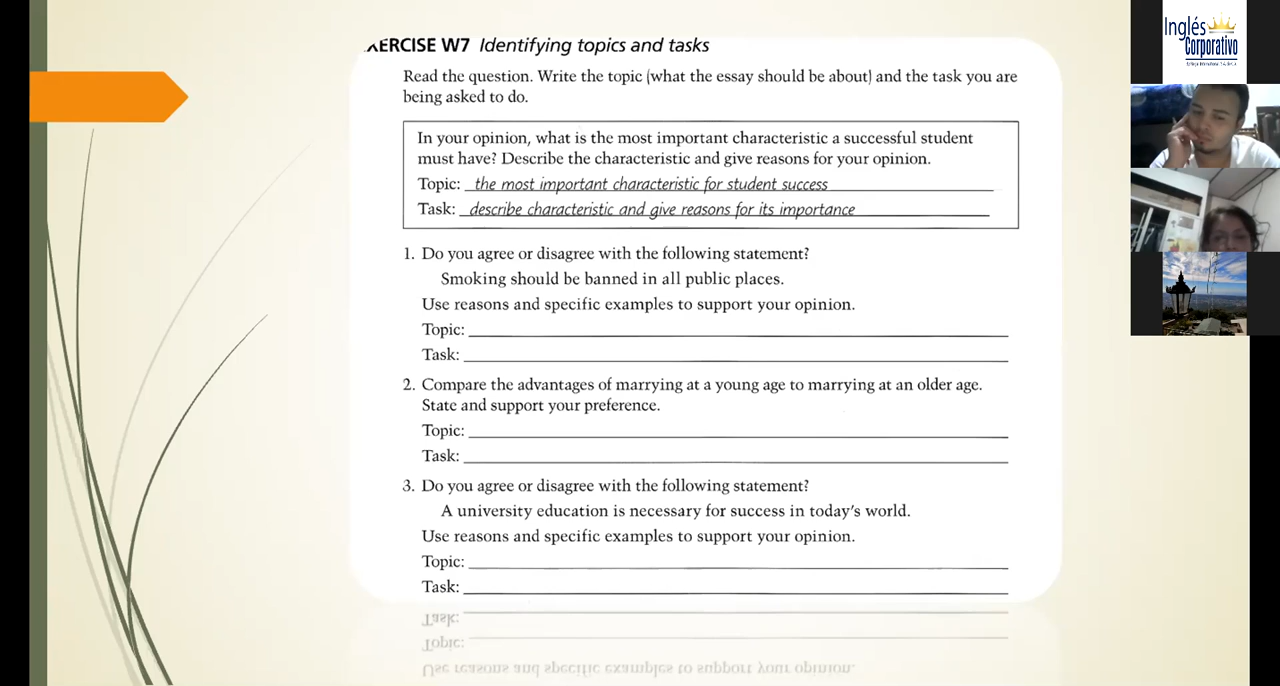 XERCISE W7 Identifying topics and tasks
Read the question. Write the topic (what the essay should be about) and the task you are
being asked to do.
In your opinion, what is the most important characteristic a successful student
must have? Describe the characteristic and give reasons for your opinion.
Topic: the most important characteristic for student success
Task: describe characteristic and give reasons for its importance
1. Do you agree or disagree with the following statement?
Smoking should be banned in all public places.
Use reasons and specific examples to support your opinion.
Topic:
Task:
2. Compare the advantages of marrying at a young age to marrying at an older age.
State and support your preference.
Topic:
Task:
3. Do you agree or disagree with the following statement?
A university education is necessary for success in today's world.
Use reasons and specific examples to support your opinion.
Topic:
Task:
Inglés
Corporativo